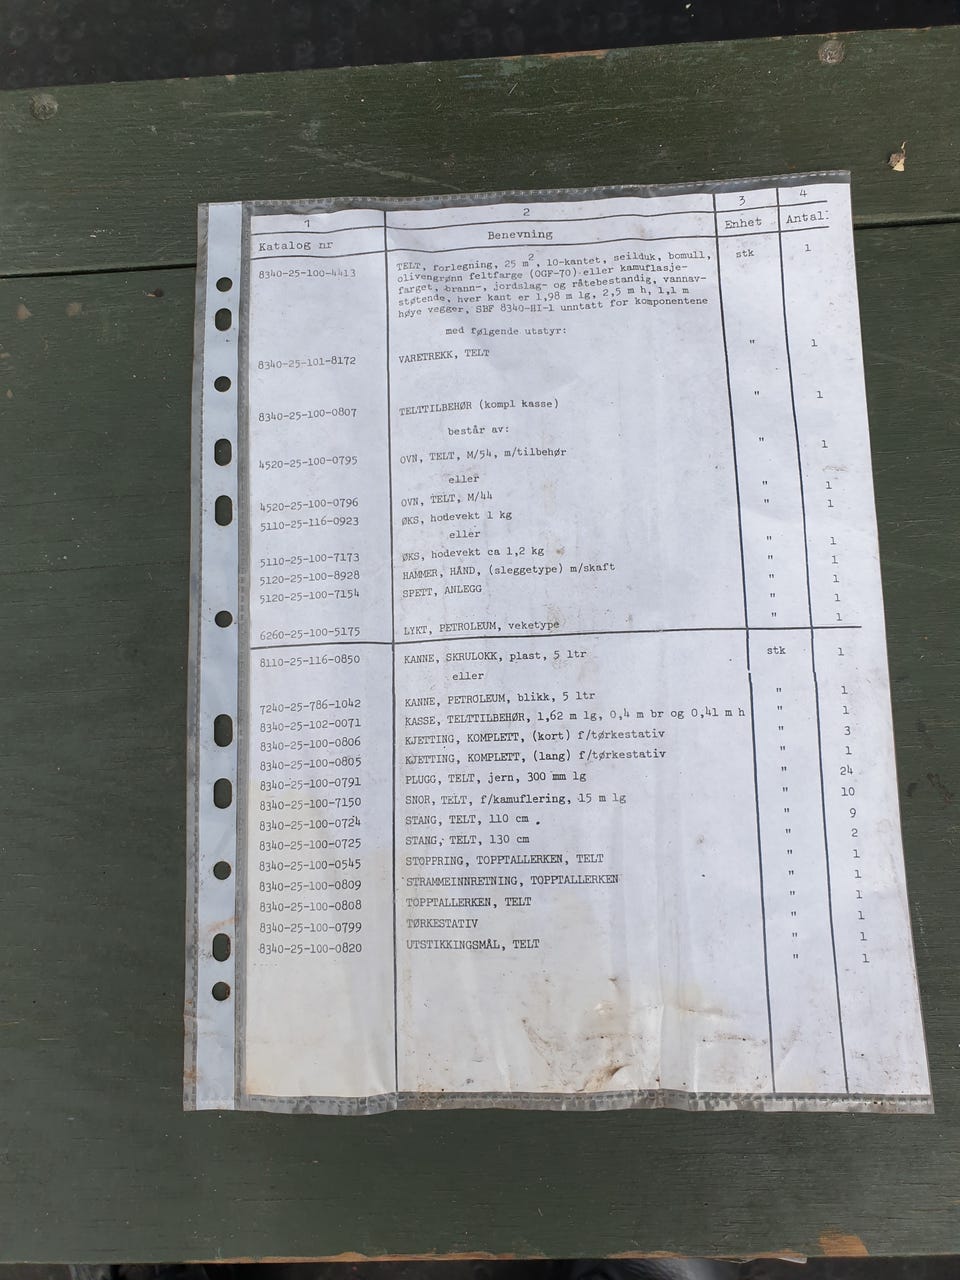 1 2 3 4
Katalog nr Benevning Enhet Antal
8340-25-100-4413 TELT, forlegning, 25 m2, 10-kantet, seilduk, bomull, stk 1
olivengrønn feltfarge (OGF-70) eller kamuflasje-
farget, brann-, jordslag- og råtebestandig, vannav-
støtende, hver kant er 1,98 m lg, 2,5 m h, 1,1 m
høye vegger, SBF 8340-HI-1 unntatt for komponentene
med følgende utstyr:
8340-25-101-8172 VARETREKK, TELT " 1
8340-25-100-0807 TELTTILBEHØR (kompl kasse) " 1
består av:
4520-25-100-0795 OVN, TELT, M/54, m/tilbehør " 1
eller
4520-25-100-0796 OVN, TELT, M/44 " 1
5110-25-116-0923 ØKS, hodevekt 1 kg " 1
eller
5110-25-100-7173 ØKS, hodevekt ca 1,2 kg " 1
5120-25-100-8928 HAMMER, HÅND, (sleggetype) m/skaft " 1
5120-25-100-7154 SPETT, ANLEGG " 1
" 1
6260-25-100-5175 LYKT, PETROLEUM, veketype " 1
8110-25-116-0850 KANNE, SKRULOKK, plast, 5 ltr stk 1
eller
7240-25-786-1042 KANNE, PETROLEUM, blikk, 5 ltr " 1
8340-25-102-0071 KASSE, TELTTILBEHØR, 1,62 m lg, 0,4 m br og 0,41 m h " 1
8340-25-100-0806 KJETTING, KOMPLETT, (kort) f/tørkestativ " 3
8340-25-100-0805 KJETTING, KOMPLETT, (lang) f/tørkestativ " 1
8340-25-100-0791 PLUGG, TELT, jern, 300 mm lg " 24
8340-25-100-7150 SNOR, TELT, f/kamuflering, 15 m lg " 10
8340-25-100-0724 STANG, TELT, 110 cm . " 9
8340-25-100-0725 STANG, TELT, 130 cm " 2
8340-25-100-0545 STOPPRING, TOPPTALLERKEN, TELT " 1
8340-25-100-0809 STRAMMEINNRETNING, TOPPTALLERKEN " 1
8340-25-100-0808 TOPPTALLERKEN, TELT " 1
8340-25-100-0799 TØRKESTATIV " 1
8340-25-100-0820 UTSTIKKINGSMÅL, TELT " 1
" 1